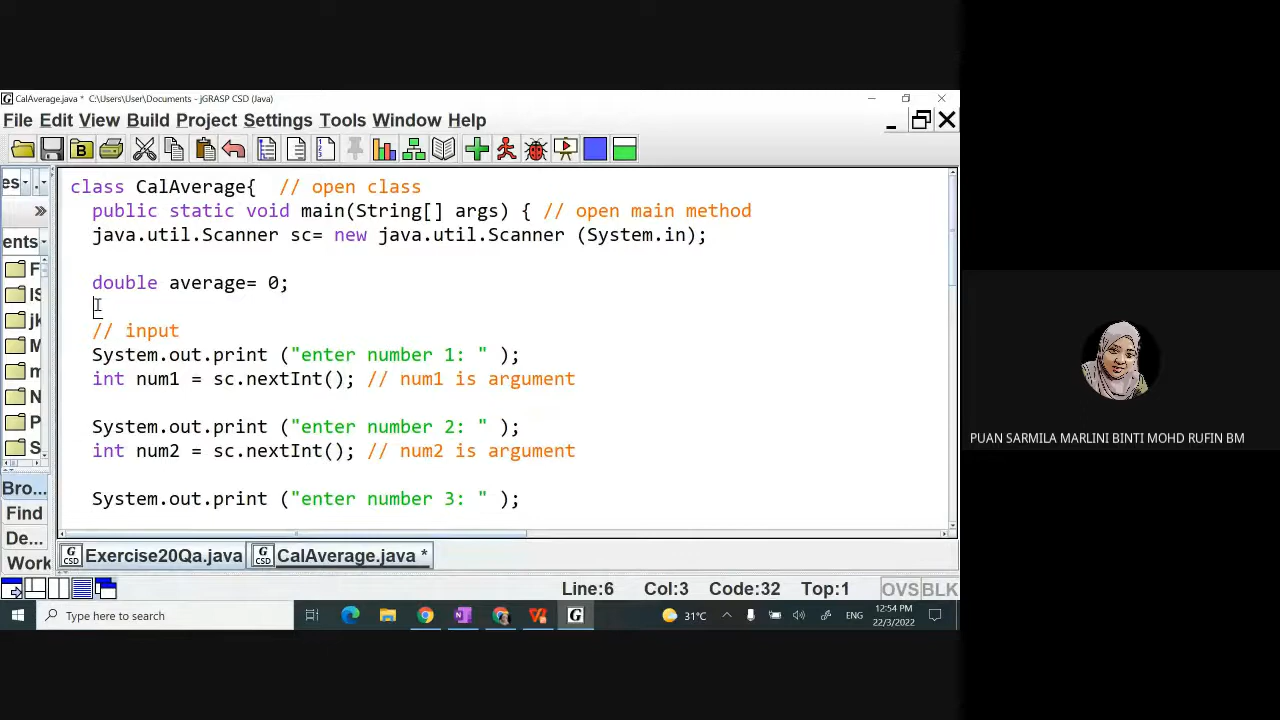 CalAverage.java * C:\Users\User\Documents - jGRASP CSD (Java)
File Edit View Build Project Settings Tools Window Help
es
class CalAverage{ // open class
public static void main(String[] args) { // open main method
java.util.Scanner sc= new java.util.Scanner (System.in);
ents
double average= 0;
// input
System.out.print ("enter number 1: " );
int num1 = sc.nextInt(); // num1 is argument
System.out.print ("enter number 2: " );
int num2 = sc.nextInt(); // num2 is argument
System.out.print ("enter number 3: " );
F
IS
jk
M
m
N
P
S
Bro...
Find
De...
Work
Exercise20Qa.java CalAverage.java *
Line:6 Col:3 Code:32 Top:1 OVS BLK
Type here to search
31°C ENG 12:54 PM
22/3/2022
PUAN SARMILA MARLINI BINTI MOHD RUFIN BM